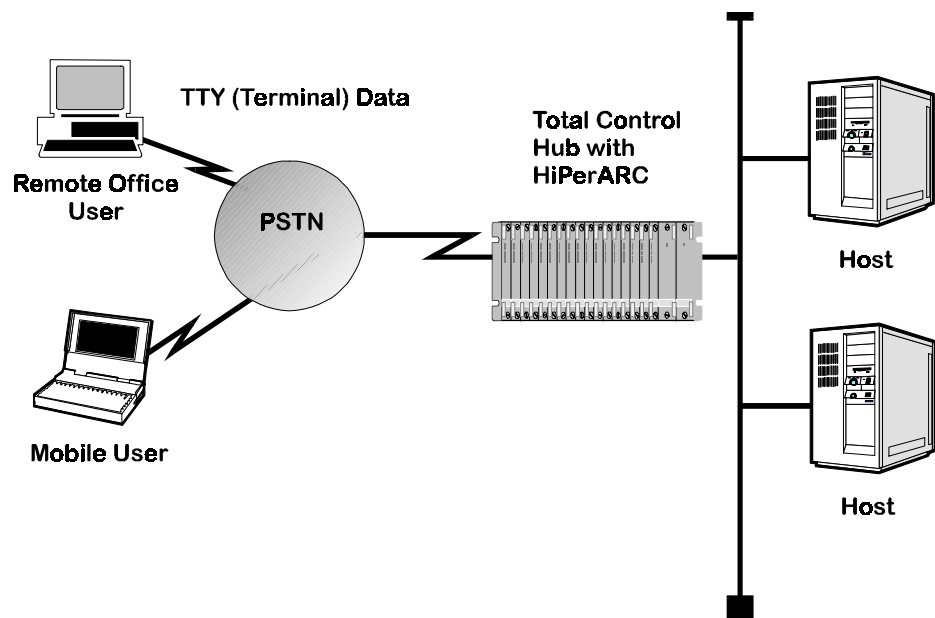 TTY (Terminal) Data
Remote Office
User
PSTN
Mobile User
Total Control
Hub with
HiPerARC
Host
Host